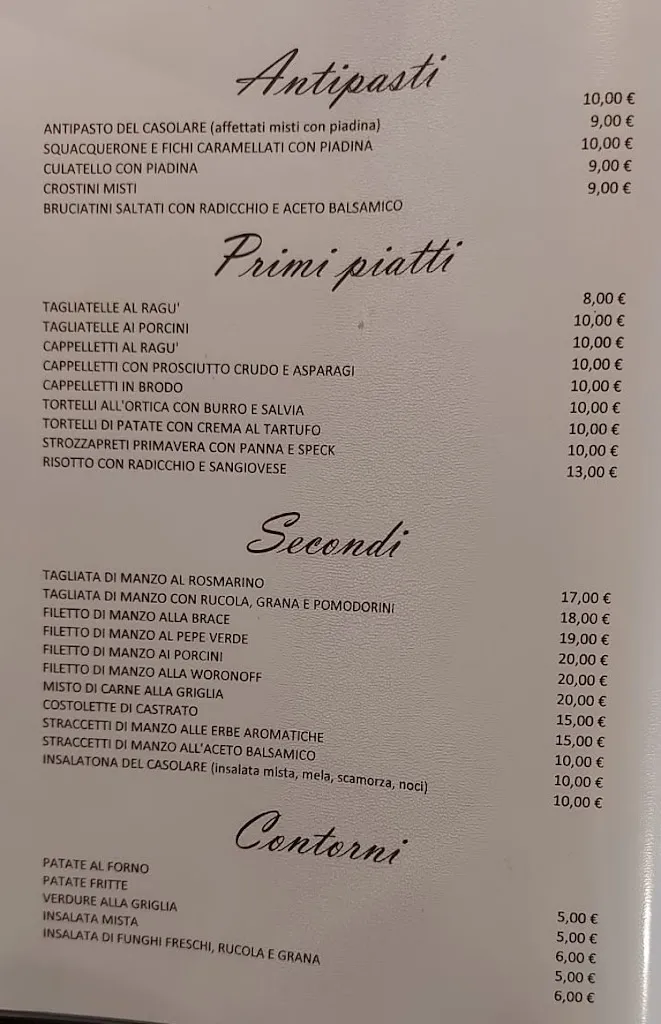 Antipasti
ANTIPASTO DEL CASOLARE (affettati misti con piadina) 10,00 €
SQUACQUERONE E FICHI CARAMELLATI CON PIADINA 9,00 €
CULATELLO CON PIADINA 10,00 €
CROSTINI MISTI 9,00 €
BRUCIATINI SALTATI CON RADICCHIO E ACETO BALSAMICO 9,00 €
Primi piatti
TAGLIATELLE AL RAGU' 8,00 €
TAGLIATELLE AI PORCINI 10,00 €
CAPPELLETTI AL RAGU' 10,00 €
CAPPELLETTI CON PROSCIUTTO CRUDO E ASPARAGI 10,00 €
CAPPELLETTI IN BRODO 10,00 €
TORTELLI ALL'ORTICA CON BURRO E SALVIA 10,00 €
TORTELLI DI PATATE CON CREMA AL TARTUFO 10,00 €
STROZZAPRETI PRIMAVERA CON PANNA E SPECK 10,00 €
RISOTTO CON RADICCHIO E SANGIOVESE 13,00 €
Secondi
TAGLIATA DI MANZO AL ROSMARINO 17,00 €
TAGLIATA DI MANZO CON RUCOLA, GRANA E POMODORINI 18,00 €
FILETTO DI MANZO ALLA BRACE 19,00 €
FILETTO DI MANZO AL PEPE VERDE 20,00 €
FILETTO DI MANZO AI PORCINI 20,00 €
FILETTO DI MANZO ALLA WORONOFF 20,00 €
MISTO DI CARNE ALLA GRIGLIA 15,00 €
COSTOLETTE DI CASTRATO 15,00 €
STRACCETTI DI MANZO ALLE ERBE AROMATICHE 10,00 €
STRACCETTI DI MANZO ALL'ACETO BALSAMICO 10,00 €
INSALATONA DEL CASOLARE (insalata mista, mela, scamorza, noci) 10,00 €
Contorni
PATATE AL FORNO 5,00 €
PATATE FRITTE 5,00 €
VERDURE ALLA GRIGLIA 6,00 €
INSALATA MISTA 5,00 €
INSALATA DI FUNGHI FRESCHI, RUCOLA E GRANA 6,00 €